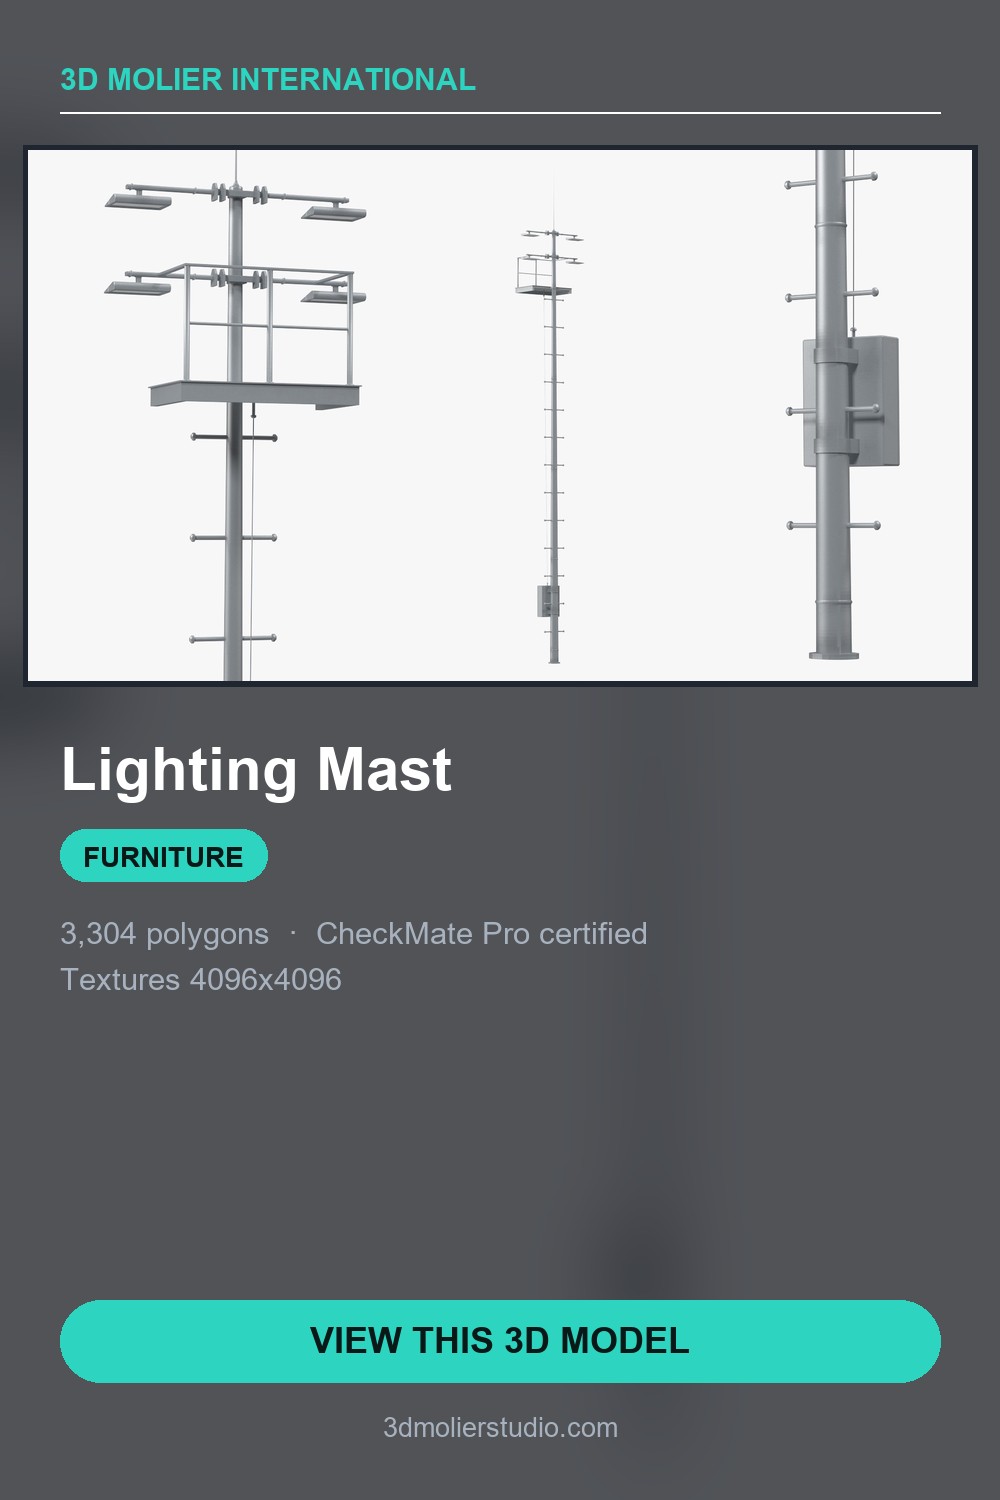 3D MOLIER INTERNATIONAL
Lighting Mast
FURNITURE
3,304 polygons · CheckMate Pro certified
Textures 4096x4096
VIEW THIS 3D MODEL
3dmolierstudio.com